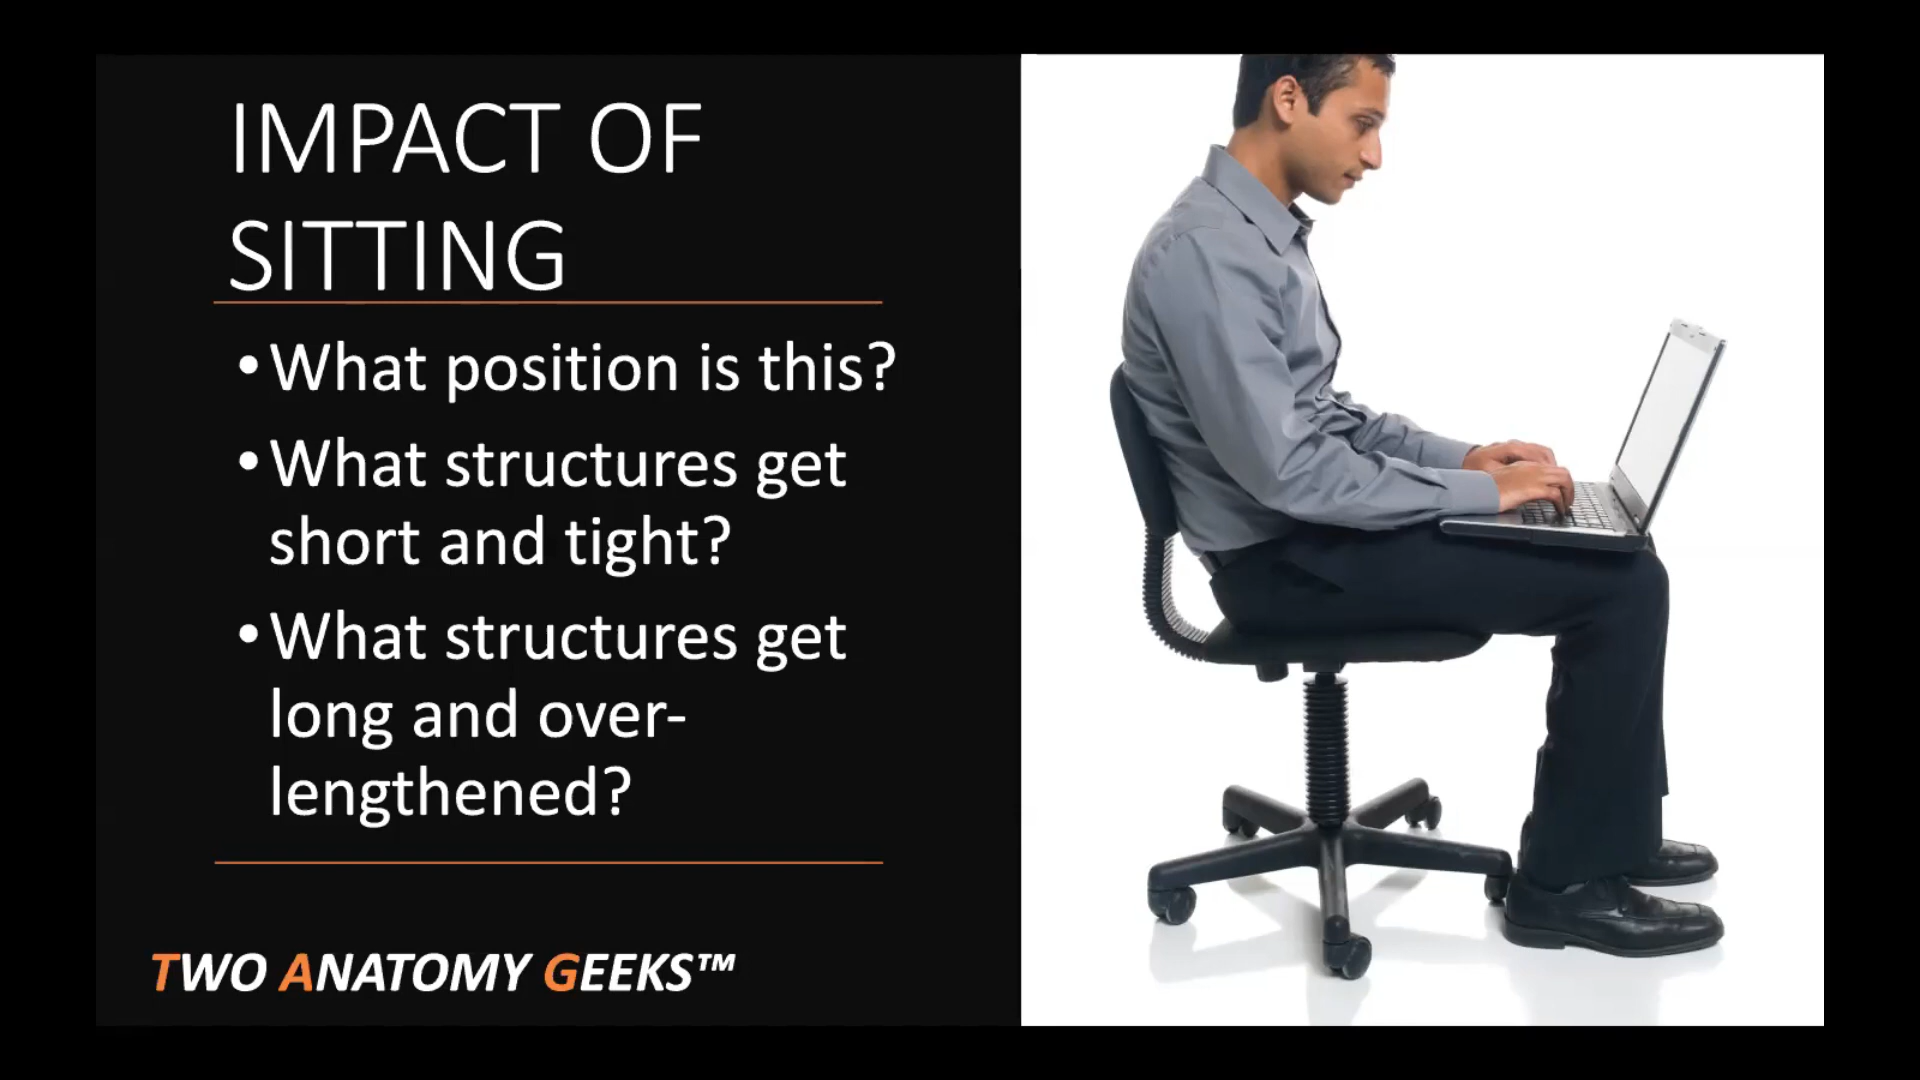 IMPACT OF
SITTING
•What position is this?
•What structures get
short and tight?
•What structures get
long and over-
lengthened?
TWO ANATOMY GEEKS™